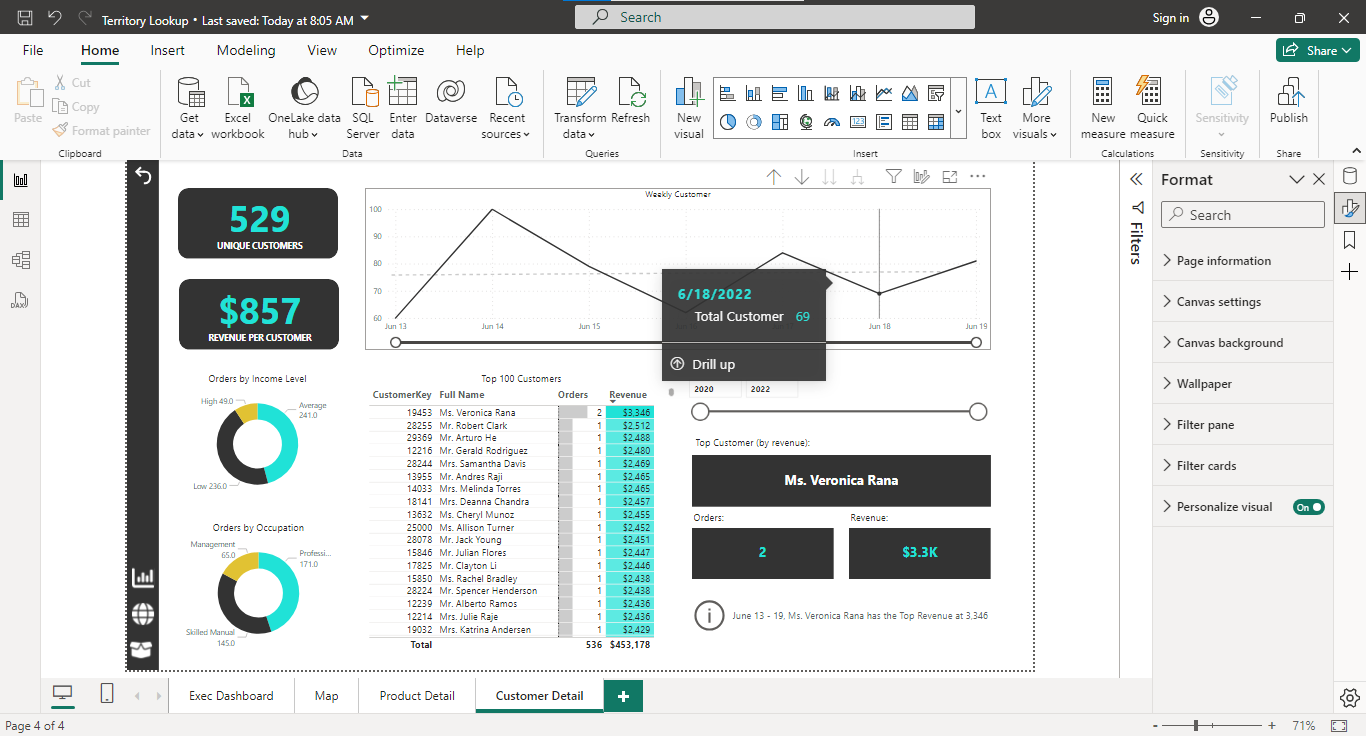 Territory Lookup • Last saved: Today at 8:05 AM
Search
Sign in
File
Home
Insert
Modeling
View
Optimize
Help
Share
Paste
Cut
Copy
Format painter
Clipboard
Get data
Excel workbook
OneLake data hub
SQL Server
Enter data
Dataverse
Recent sources
Data
Transform data
Refresh
Queries
New visual
Text box
More visuals
Insert
New measure
Quick measure
Calculations
Sensitivity
Sensitivity
Publish
Share
529
UNIQUE CUSTOMERS
$857
REVENUE PER CUSTOMER
Weekly Customer
100
90
80
70
60
Jun 13
Jun 14
Jun 15
Jun 18
Jun 19
6/18/2022
Total Customer 69
Drill up
Orders by Income Level
High 49.0
Average
241.0
Low 236.0
Orders by Occupation
Management
65.0
Professi...
171.0
Skilled Manual
145.0
Top 100 Customers
CustomerKey Full Name Orders Revenue
19453 Ms. Veronica Rana 2 $3,346
28255 Mr. Robert Clark 1 $2,512
29369 Mr. Arturo He 1 $2,488
12216 Mr. Gerald Rodriguez 1 $2,480
28244 Mrs. Samantha Davis 1 $2,469
13955 Mr. Andres Raji 1 $2,465
14033 Mrs. Melinda Torres 1 $2,465
18141 Mrs. Deanna Chandra 1 $2,457
13632 Ms. Cheryl Munoz 1 $2,455
25000 Ms. Allison Turner 1 $2,452
28078 Mr. Jack Young 1 $2,451
15846 Mr. Julian Flores 1 $2,447
17825 Mr. Clayton Li 1 $2,446
15850 Ms. Rachel Bradley 1 $2,438
28224 Mr. Spencer Henderson 1 $2,438
12239 Mr. Alberto Ramos 1 $2,436
12214 Mrs. Julie Raje 1 $2,436
19032 Mrs. Katrina Andersen 1 $2,429
Total 536 $453,178
2020
2022
Top Customer (by revenue):
Ms. Veronica Rana
Orders:
Revenue:
2
$3.3K
June 13 - 19, Ms. Veronica Rana has the Top Revenue at 3,346
Filters
Format
Search
Page information
Canvas settings
Canvas background
Wallpaper
Filter pane
Filter cards
Personalize visual On
Exec Dashboard
Map
Product Detail
Customer Detail
Page 4 of 4
- + 71%